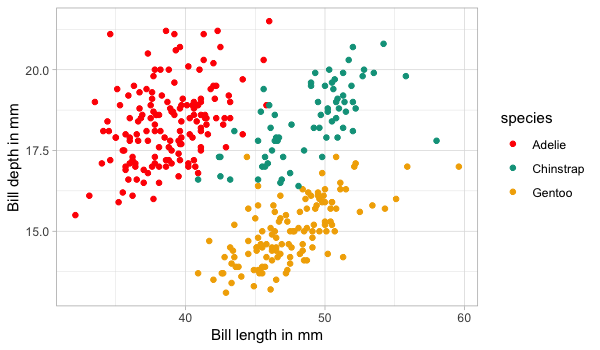 20.0
17.5
15.0
Bill depth in mm
40
50
60
Bill length in mm
species
Adelie
Chinstrap
Gentoo